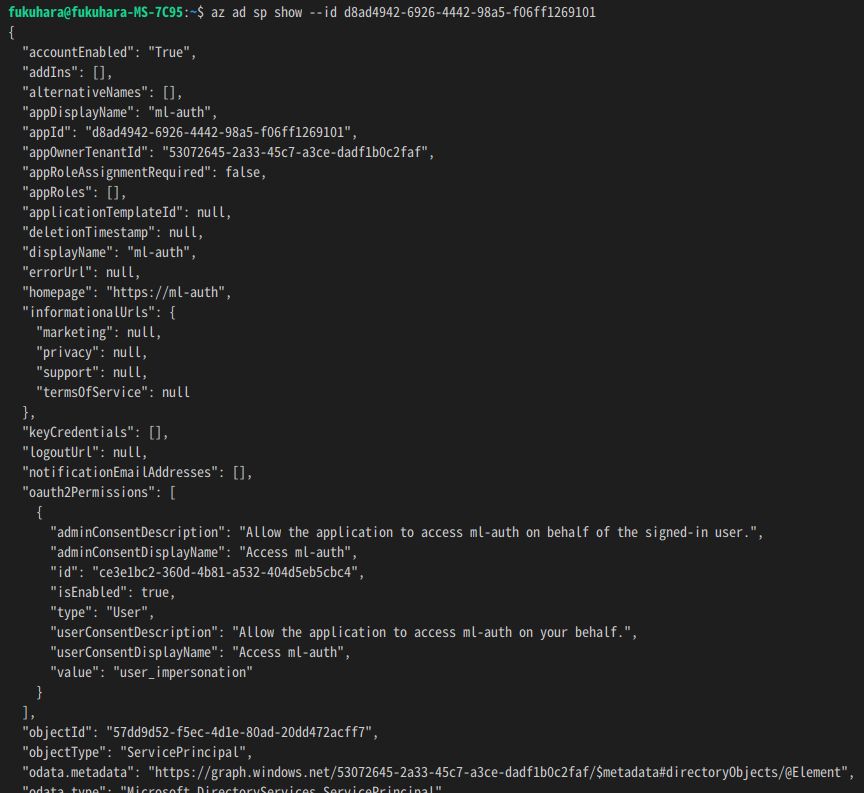 fukuhara@fukuhara-MS-7C95:~$ az ad sp show --id d8ad4942-6926-4442-98a5-f06ff1269101
{
  "accountEnabled": "True",
  "addIns": [],
  "alternativeNames": [],
  "appDisplayName": "ml-auth",
  "appId": "d8ad4942-6926-4442-98a5-f06ff1269101",
  "appOwnerTenantId": "53072645-2a33-45c7-a3ce-dadf1b0c2faf",
  "appRoleAssignmentRequired": false,
  "appRoles": [],
  "applicationTemplateId": null,
  "deletionTimestamp": null,
  "displayName": "ml-auth",
  "errorUrl": null,
  "homepage": "https://ml-auth",
  "informationalUrls": {
    "marketing": null,
    "privacy": null,
    "support": null,
    "termsOfService": null
  },
  "keyCredentials": [],
  "logoutUrl": null,
  "notificationEmailAddresses": [],
  "oauth2Permissions": [
    {
      "adminConsentDescription": "Allow the application to access ml-auth on behalf of the signed-in user.",
      "adminConsentDisplayName": "Access ml-auth",
      "id": "ce3e1bc2-360d-4b81-a532-404d5eb5cbc4",
      "isEnabled": true,
      "type": "User",
      "userConsentDescription": "Allow the application to access ml-auth on your behalf.",
      "userConsentDisplayName": "Access ml-auth",
      "value": "user_impersonation"
    }
  ],
  "objectId": "57dd9d52-f5ec-4d1e-80ad-20dd472acff7",
  "objectType": "ServicePrincipal",
  "odata.metadata": "https://graph.windows.net/53072645-2a33-45c7-a3ce-dadf1b0c2faf/$metadata#directoryObjects/@Element",
  "odata.type": "Microsoft.DirectoryServices.ServicePrincipal",